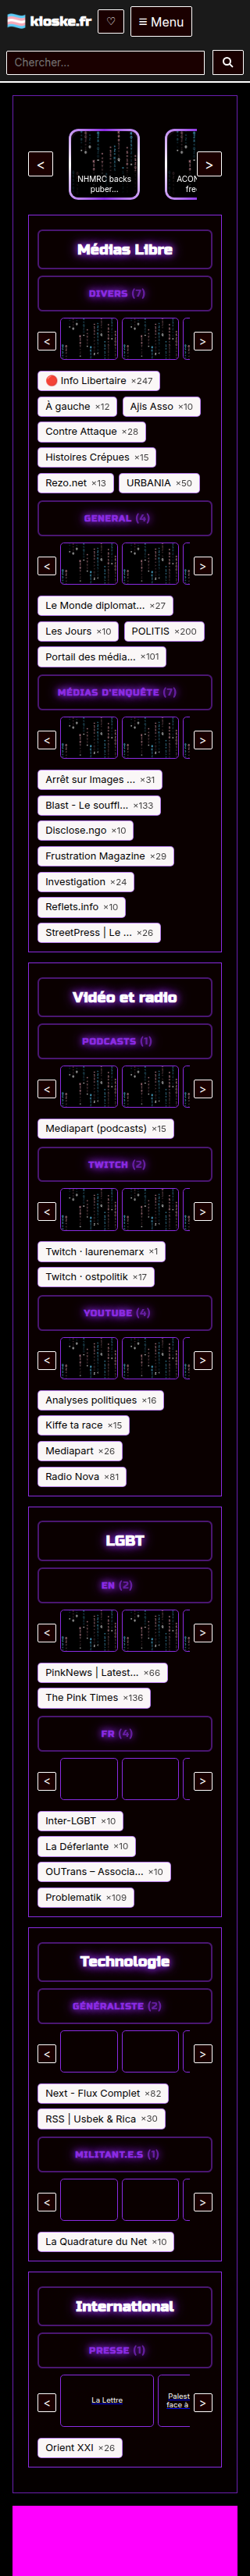 kloske.fr ♡ ≡ Menu
Chercher...
< NHMRC backs puber... ACON fre >
Médias Libre
DIVERS (7)
< >
🔴 Info Libertaire ×247
À gauche ×12 Ajis Asso ×10
Contre Attaque ×28
Histoires Crépues ×15
Rezo.net ×13 URBANIA ×50
GENERAL (4)
< >
Le Monde diplomat... ×27
Les Jours ×10 POLITIS ×200
Portail des média... ×101
MÉDIAS D'ENQUÊTE (7)
< >
Arrêt sur Images ... ×31
Blast - Le souffl... ×133
Disclose.ngo ×10
Frustration Magazine ×29
Investigation ×24
Reflets.info ×10
StreetPress | Le ... ×26
Vidéo et radio
PODCASTS (1)
< >
Mediapart (podcasts) ×15
TWITCH (2)
< >
Twitch · laurenemarx ×1
Twitch · ostpolitik ×17
YOUTUBE (4)
< >
Analyses politiques ×16
Kiffe ta race ×15
Mediapart ×26
Radio Nova ×81
LGBT
EN (2)
< >
PinkNews | Latest... ×66
The Pink Times ×136
FR (4)
< >
Inter-LGBT ×10
La Déferlante ×10
OUTrans – Associa... ×10
Problematik ×109
Technologie
GÉNÉRALISTE (2)
< >
Next - Flux Complet ×82
RSS | Usbek & Rica ×30
MILITANT.E.S (1)
< >
La Quadrature du Net ×10
International
PRESSE (1)
< La Lettre Palest face à >
Orient XXI ×26